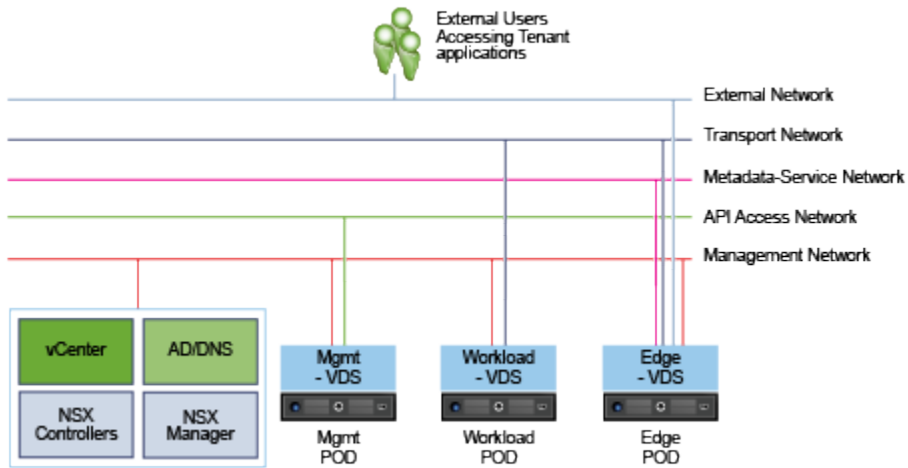 External Users
Accessing Tenant
applications
External Network
Transport Network
Metadata-Service Network
API Access Network
Management Network
vCenter
AD/DNS
NSX
Controllers
NSX
Manager
Mgmt
- VDS
Workload
- VDS
Edge
- VDS
Mgmt
POD
Workload
POD
Edge
POD